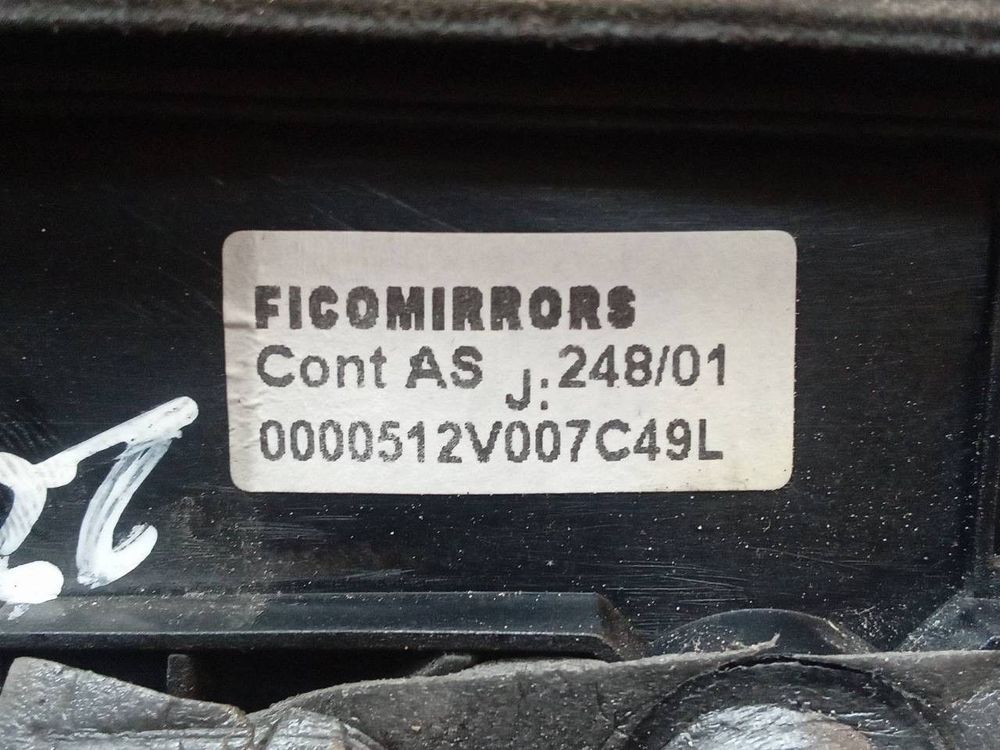 FICOMIRRORS
Cont AS J: 248/01
0000512V007C49L